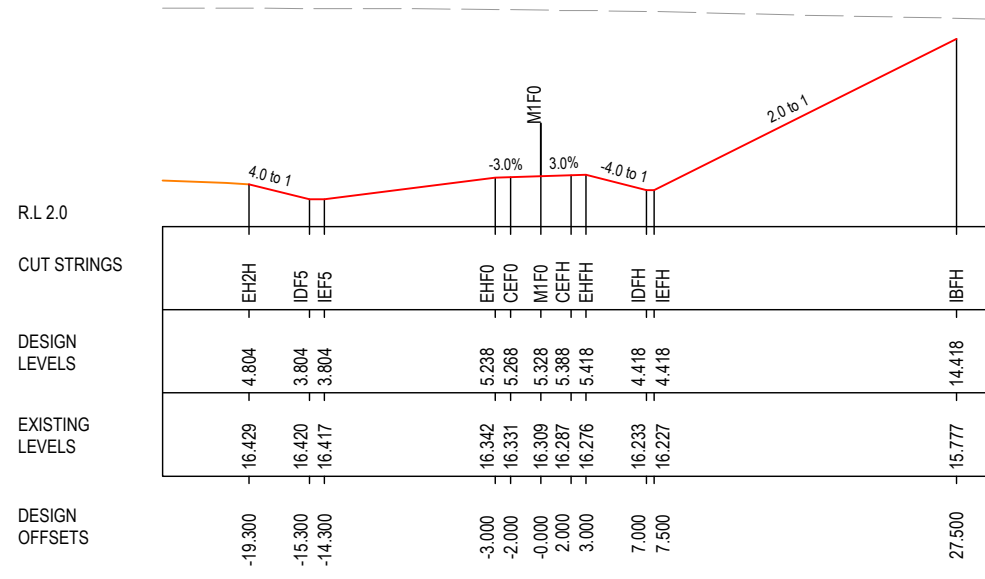 M1F0
2.0 to 1
4.0 to 1
-3.0%
3.0%
-4.0 to 1
R.L 2.0
CUT STRINGS
EH2H IDF5 IEF5 EHF0 CEF0 M1F0 CEFH EHFH IDFH IEFH IBFH
DESIGN
LEVELS
4.804 3.804 3.804 5.238 5.268 5.328 5.388 5.418 4.418 4.418 14.418
EXISTING
LEVELS
16.429 16.420 16.417 16.342 16.331 16.309 16.287 16.276 16.233 16.227 15.777
DESIGN
OFFSETS
-19.300 -15.300 -14.300 -3.000 -2.000 -0.000 2.000 3.000 7.000 7.500 27.500